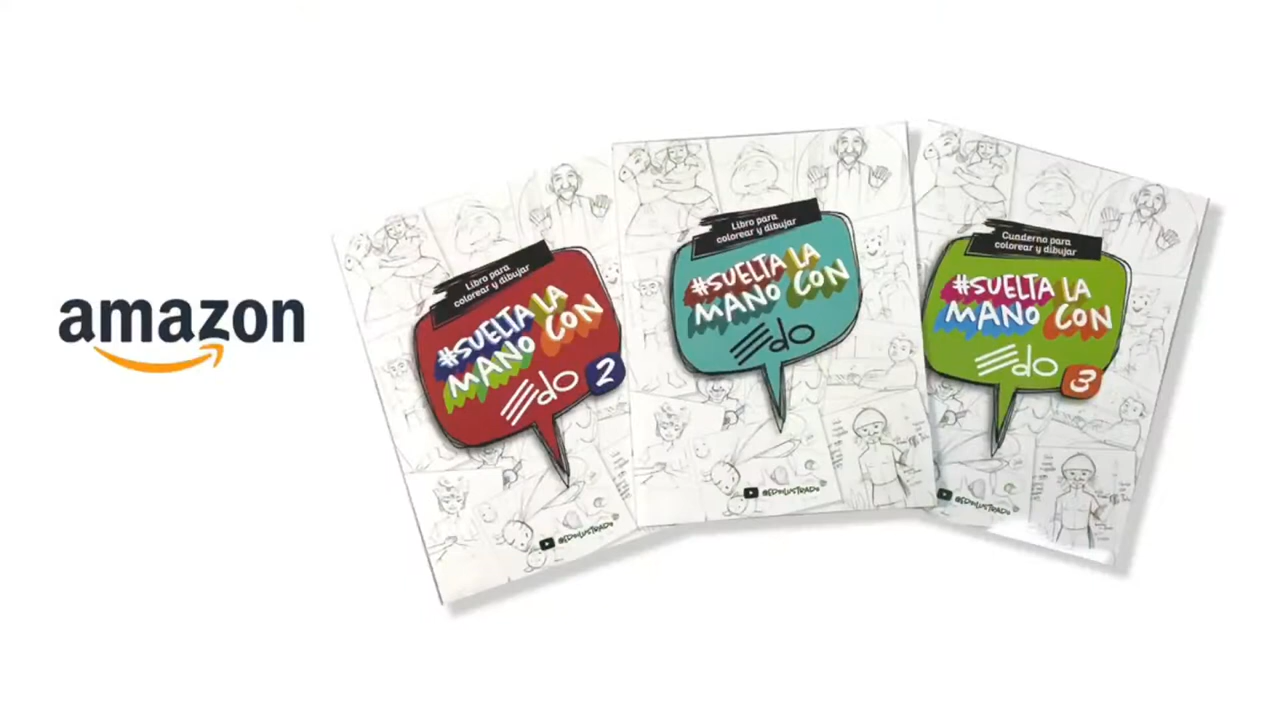 amazon
Libro para
colorear y dibujar
#SUELTA LA
MANO CON
Edo
2
@EDOILUSTRADO
Libro para
colorear y dibujar
#SUELTA LA
MANO CON
Edo
@EDOILUSTRADO
Cuaderno para
colorear y dibujar
#SUELTA LA
MANO CON
Edo
3
@EDOILUSTRADO